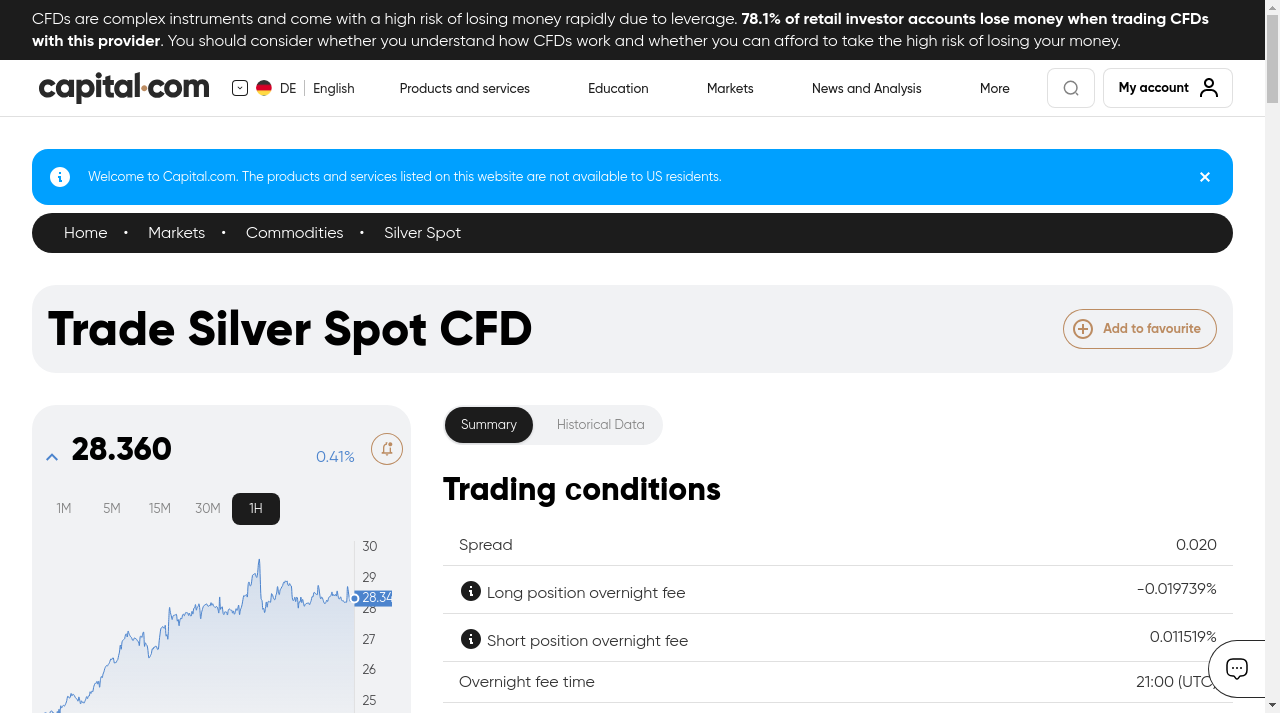 CFDs are complex instruments and come with a high risk of losing money rapidly due to leverage. 78.1% of retail investor accounts lose money when trading CFDs
with this provider. You should consider whether you understand how CFDs work and whether you can afford to take the high risk of losing your money.
capital.com
DE English Products and services Education Markets News and Analysis More My account
Welcome to Capital.com. The products and services listed on this website are not available to US residents.
Home • Markets • Commodities • Silver Spot
Trade Silver Spot CFD
Add to favourite
28.360 0.41%
1M 5M 15M 30M 1H
30
29
28.34
28
27
26
25
Summary Historical Data
Trading conditions
Spread 0.020
Long position overnight fee -0.019739%
Short position overnight fee 0.011519%
Overnight fee time 21:00 (UTC)